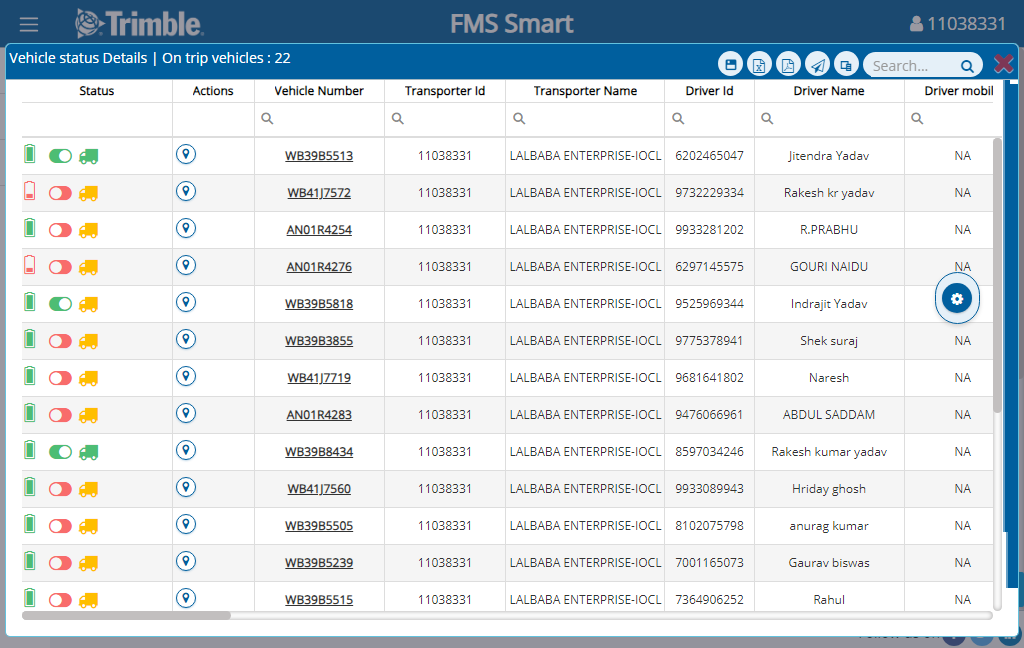 Trimble
FMS Smart
11038331
Vehicle status Details | On trip vehicles : 22
Search...
Status Actions Vehicle Number Transporter Id Transporter Name Driver Id Driver Name Driver mobil
WB39B5513 11038331 LALBABA ENTERPRISE-IOCL 6202465047 Jitendra Yadav NA
WB41J7572 11038331 LALBABA ENTERPRISE-IOCL 9732229334 Rakesh kr yadav NA
AN01R4254 11038331 LALBABA ENTERPRISE-IOCL 9933281202 R.PRABHU NA
AN01R4276 11038331 LALBABA ENTERPRISE-IOCL 6297145575 GOURI NAIDU NA
WB39B5818 11038331 LALBABA ENTERPRISE-IOCL 9525969344 Indrajit Yadav
WB39B3855 11038331 LALBABA ENTERPRISE-IOCL 9775378941 Shek suraj NA
WB41J7719 11038331 LALBABA ENTERPRISE-IOCL 9681641802 Naresh NA
AN01R4283 11038331 LALBABA ENTERPRISE-IOCL 9476066961 ABDUL SADDAM NA
WB39B8434 11038331 LALBABA ENTERPRISE-IOCL 8597034246 Rakesh kumar yadav NA
WB41J7560 11038331 LALBABA ENTERPRISE-IOCL 9933089943 Hriday ghosh NA
WB39B5505 11038331 LALBABA ENTERPRISE-IOCL 8102075798 anurag kumar NA
WB39B5239 11038331 LALBABA ENTERPRISE-IOCL 7001165073 Gaurav biswas NA
WB39B5515 11038331 LALBABA ENTERPRISE-IOCL 7364906252 Rahul NA